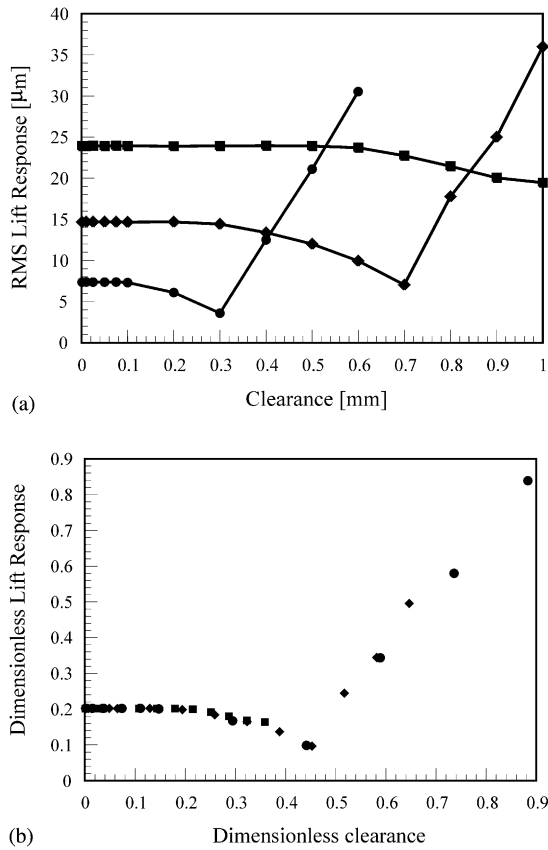 40
35
30
25
20
15
10
5
0
RMS Lift Response [μm]
0 0.1 0.2 0.3 0.4 0.5 0.6 0.7 0.8 0.9 1
(a)
Clearance [mm]
0.9
0.8
0.7
0.6
0.5
0.4
0.3
0.2
0.1
0
Dimensionless Lift Response
0 0.1 0.2 0.3 0.4 0.5 0.6 0.7 0.8 0.9
(b)
Dimensionless clearance